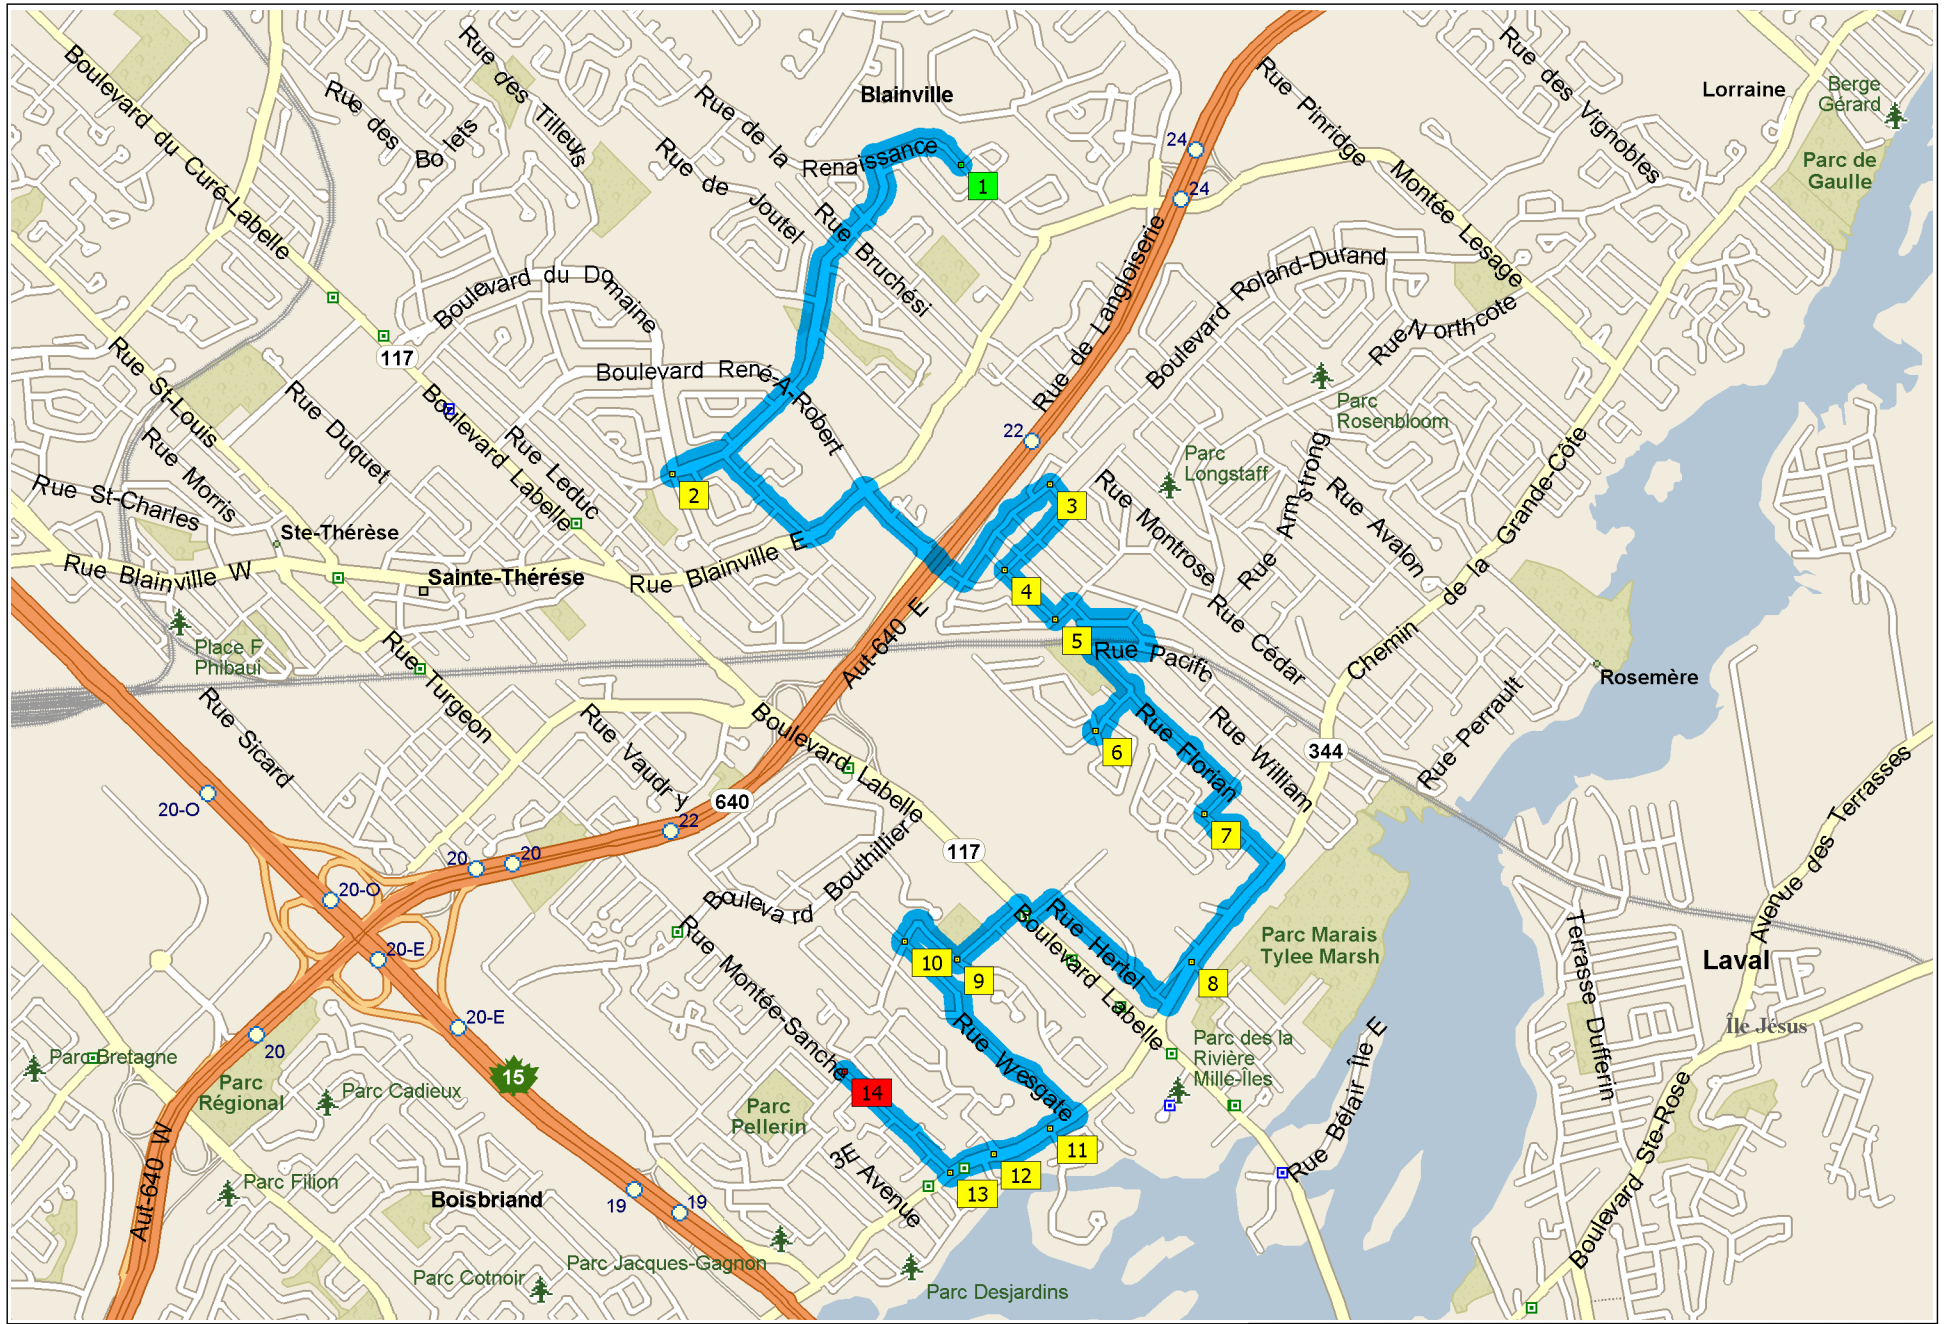 Boulevard du Curé-Labelle
Rue des Bolets
Rue des Tilleuls
Rue de la Renaissance
Rue de Joutel
Rue Bruchési
Blainville
1
24
24
Rue Pinridge
Montée Lesage
Rue des Vignobles
Lorraine
Berge
Gérard
Parc de
Gaulle
Boulevard du Domaine
117
Boulevard René-A-Robert
Rue de Langloiserie
Boulevard Roland-Durand
Rue Northcote
Parc
Rosenbloom
Rue St-Louis
Rue Duquet
Boulevard Labelle
Rue Leduc
Rue Morris
Rue St-Charles
2
22
3
Parc
Longstaff
Rue Montrose
Rue Armstrong
Rue Avalon
Chemin de la Grande-Côte
Ste-Thérèse
Sainte-Thérése
Rue Blainville W
Rue Blainville E
4
Aut-640 E
Rue Cédar
Place F
Phibaui
Rue Turgeon
5
Rue Pacifc
Rosemère
Rue Sicard
Rue Vaudry
Boulevard Labelle
6
Rue Florian
Rue William
344
Rue Perrault
20-O
640
22
7
Avenue des Terrasses
20
20
20-O
Boulevard Bouthillier
117
Rue Hertel
Boulevard Labelle
Parc Marais
Tylee Marsh
Terrasse Dufferin
Laval
20-E
Rue Montée-Sanche
10
9
8
20-E
20
Parc Bretagne
Parc
Régional
Parc Cadieux
15
Rue Wesgate
Parc des la
Rivière
Mille-Îles
Île Jésus
Rue Bélair Île E
14
Parc
Pellerin
11
12
13
3E Avenue
Boulevard Ste-Rose
Aut-640 W
Parc Filion
Boisbriand
19
19
Parc Jacques-Gagnon
Parc Cotnoir
Parc Desjardins